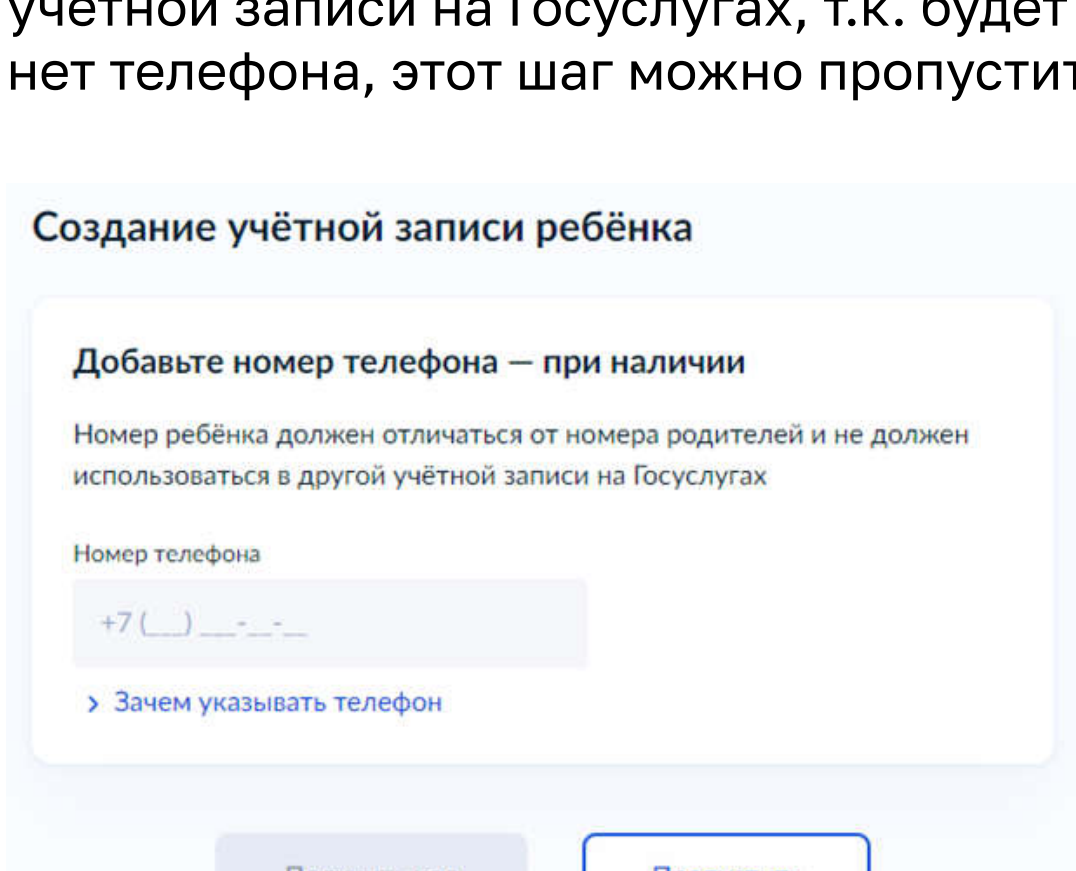 учетной записи на Госуслугах, т.к. будет
нет телефона, этот шаг можно пропустит
Создание учётной записи ребёнка
Добавьте номер телефона — при наличии
Номер ребёнка должен отличаться от номера родителей и не должен
использоваться в другой учётной записи на Госуслугах
Номер телефона
+7 (___) ___-__-__
Зачем указывать телефон